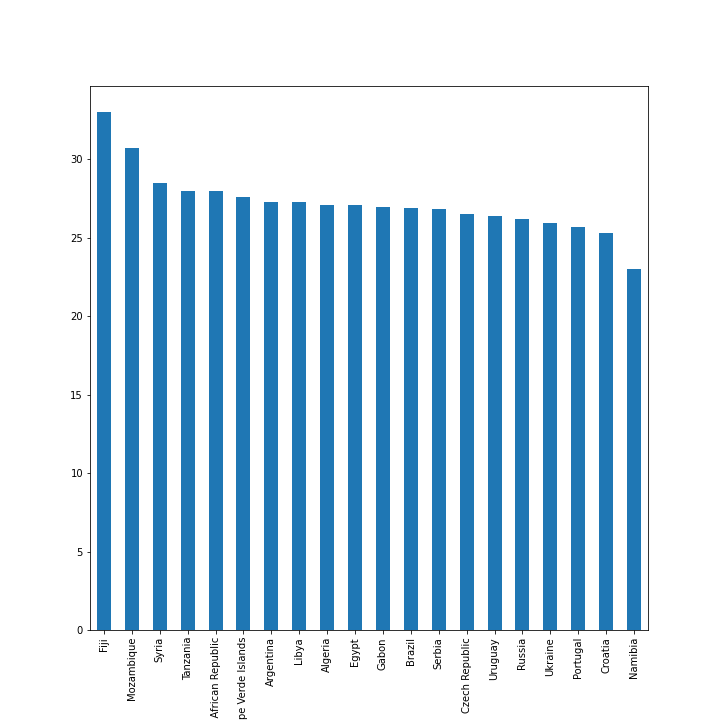 30
25
20
15
10
5
0
Fiji
Mozambique
Syria
Tanzania
African Republic
pe Verde Islands
Argentina
Libya
Algeria
Egypt
Gabon
Brazil
Serbia
Czech Republic
Uruguay
Russia
Ukraine
Portugal
Croatia
Namibia